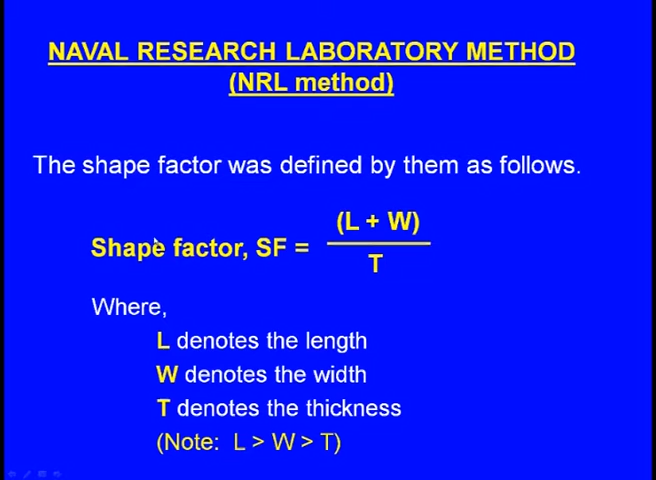 NAVAL RESEARCH LABORATORY METHOD
(NRL method)
The shape factor was defined by them as follows.
(L + W)
Shape factor, SF =
T
Where,
L denotes the length
W denotes the width
T denotes the thickness
(Note: L > W > T)